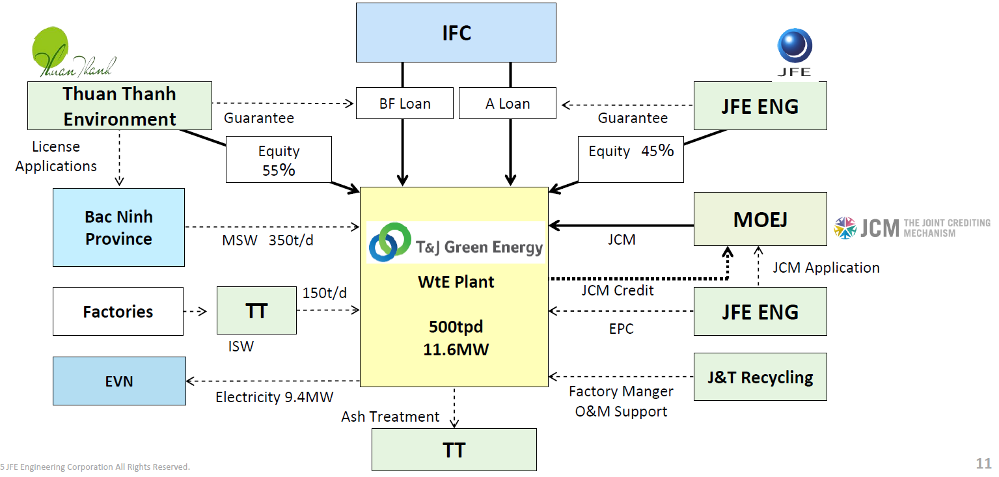 IFC
Thuan Thanh
JFE
Thuan Thanh
Environment
Guarantee
BF Loan
A Loan
Guarantee
JFE ENG
License
Applications
Equity
55%
Equity 45%
Bac Ninh
Province
MSW 350t/d
T&J Green Energy
WtE Plant
500tpd
11.6MW
JCM
MOEJ
JCM THE JOINT CREDITING
MECHANISM
JCM Application
JCM Credit
Factories
TT
150t/d
ISW
EPC
JFE ENG
EVN
Electricity 9.4MW
Factory Manger
O&M Support
J&T Recycling
Ash Treatment
TT
5 JFE Engineering Corporation All Rights Reserved.
11